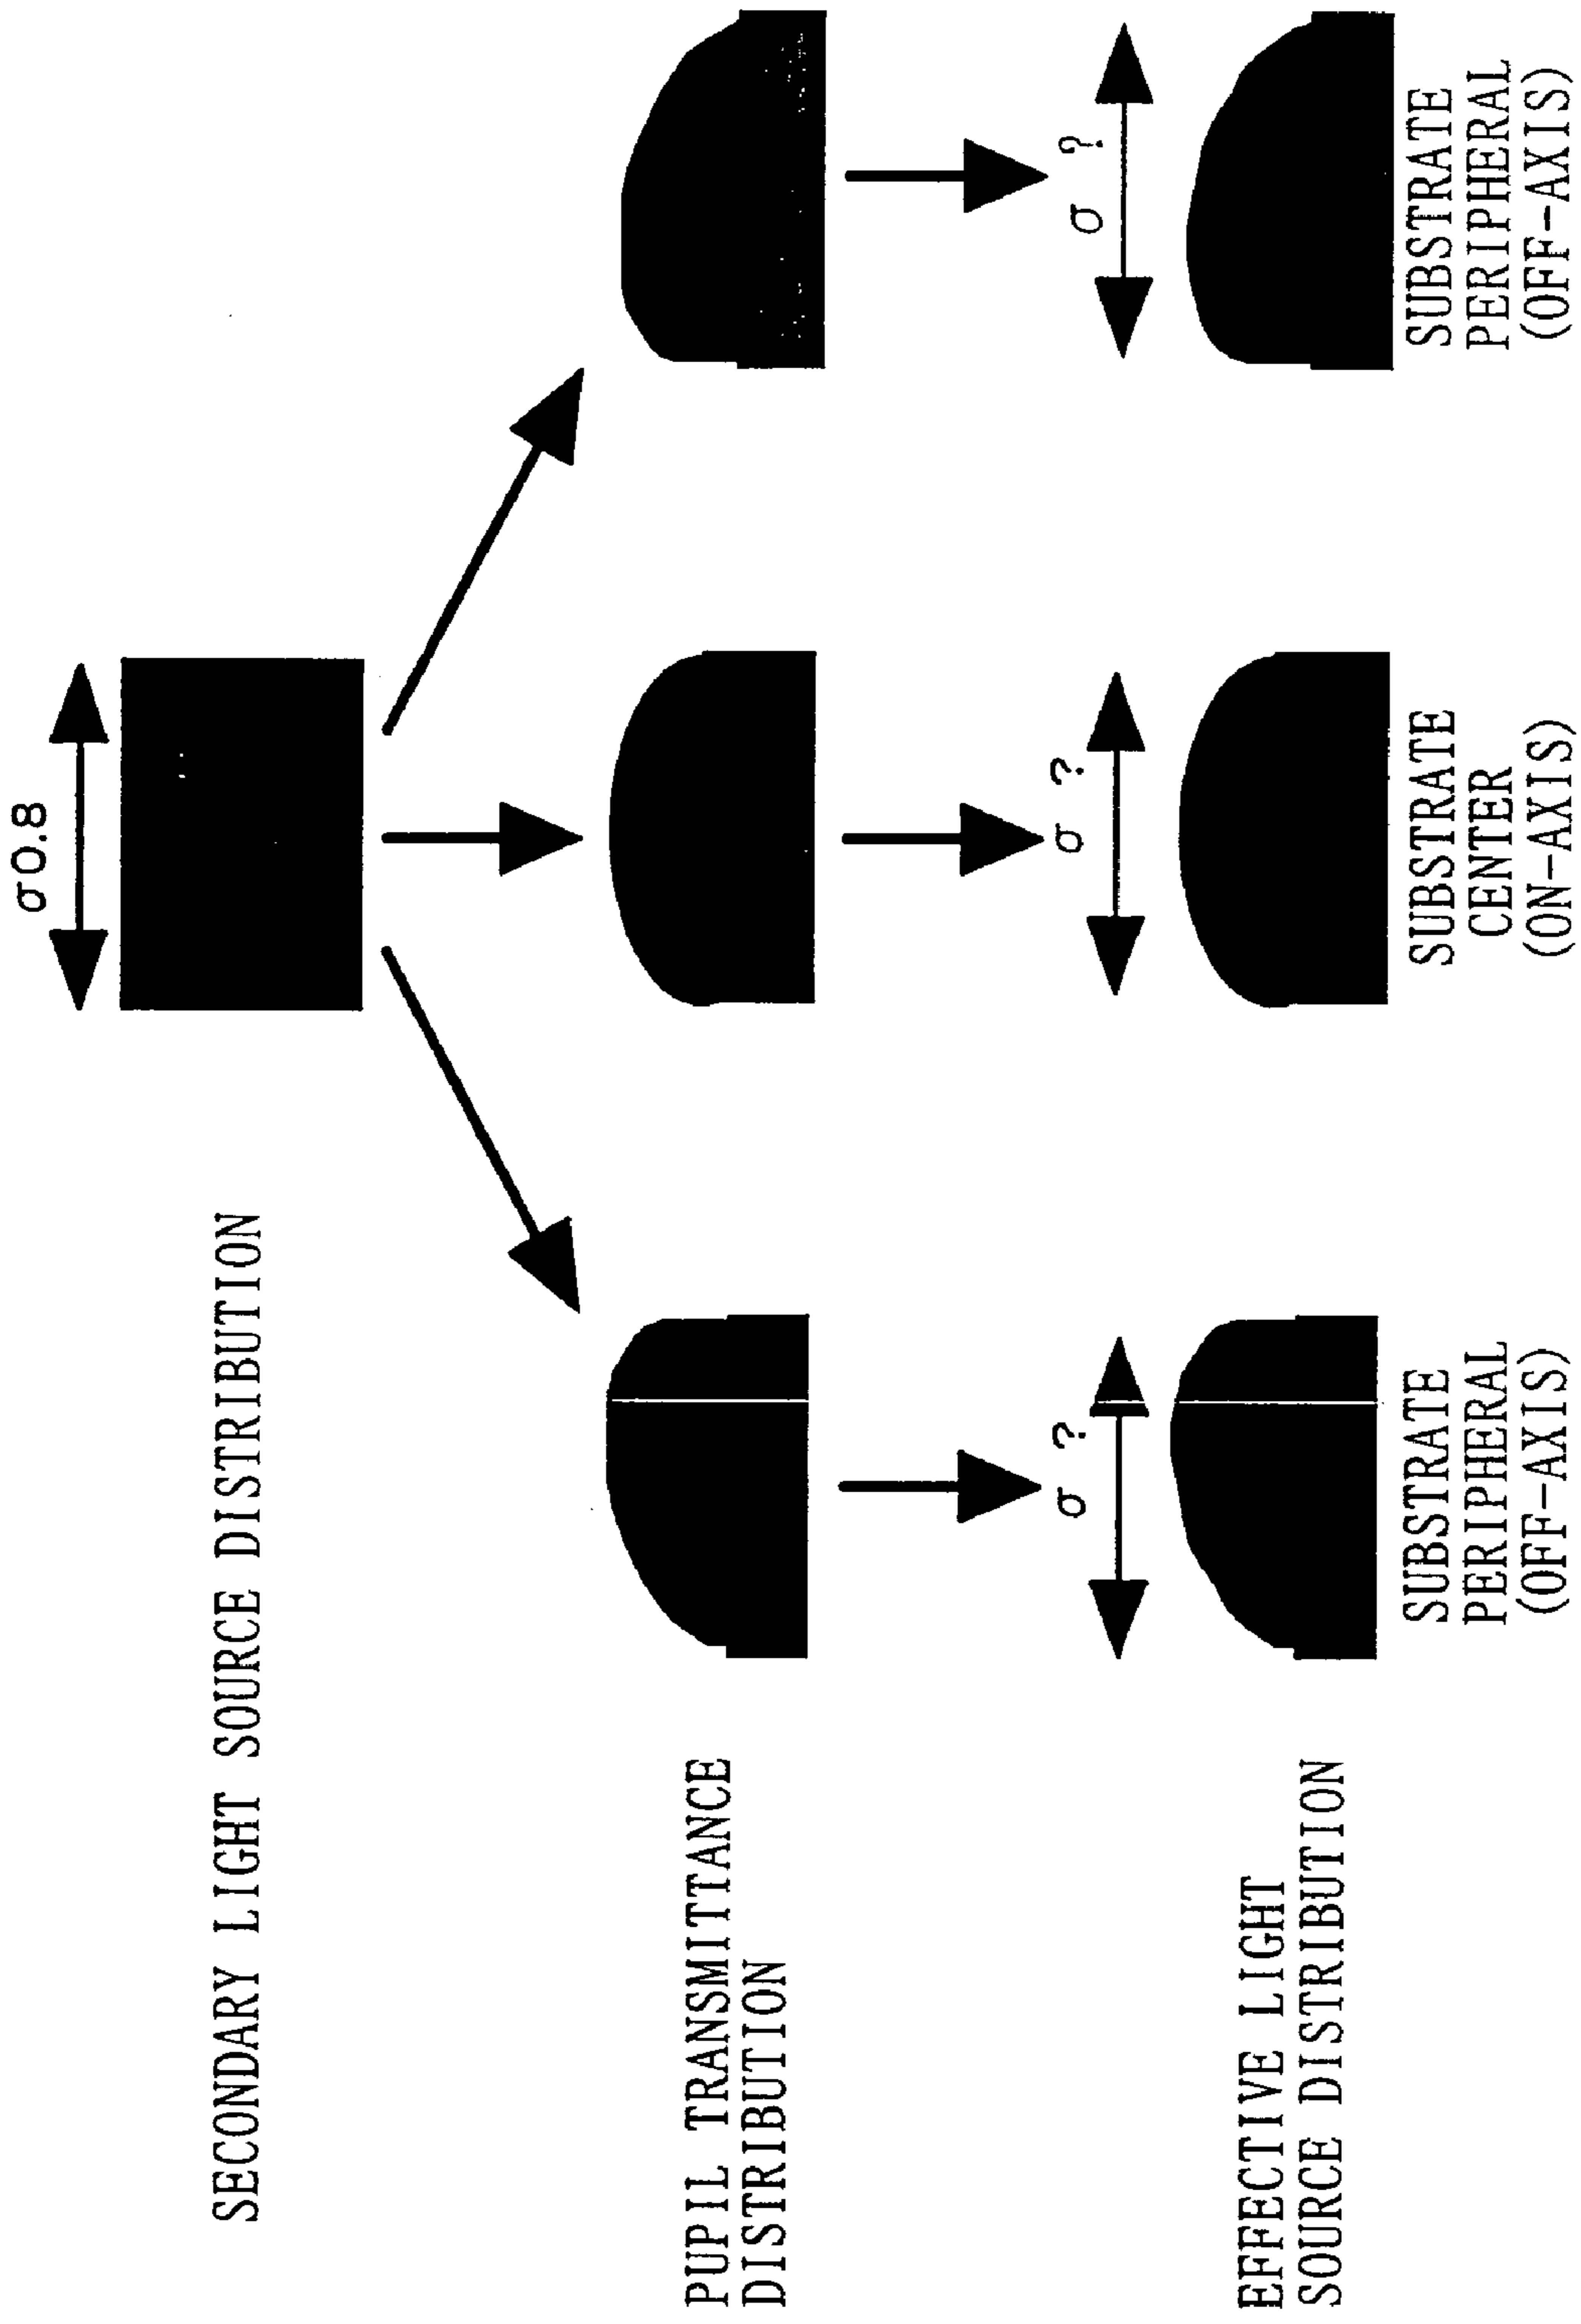 σ0.8
SECONDARY LIGHT SOURCE DISTRIBUTION
PUPIL TRANSMITTANCE
DISTRIBUTION
σ ?
σ ?
σ ?
EFFECTIVE LIGHT
SOURCE DISTRIBUTION
SUBSTRATE
PERIPHERAL
(OFF-AXIS)
SUBSTRATE
CENTER
(ON-AXIS)
SUBSTRATE
PERIPHERAL
(OFF-AXIS)